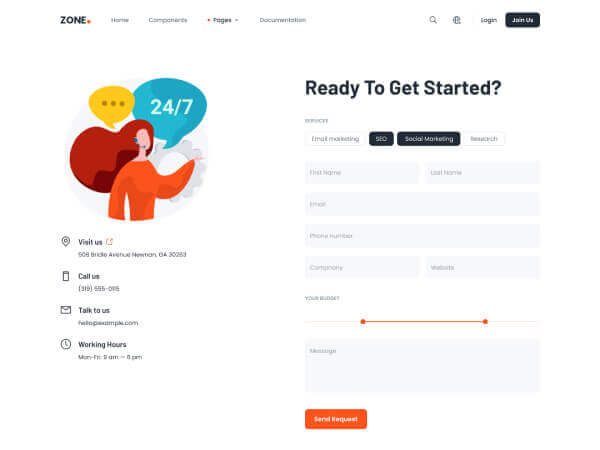 ZONE.
Home
Components
Pages
Documentation
Login
Join Us
24/7
Visit us
508 Bridle Avenue Newnan, GA 30263
Call us
(319) 555-0115
Talk to us
hello@example.com
Working Hours
Mon-Fri: 9 am — 6 pm
Ready To Get Started?
SERVICES
Email marketing
SEO
Social Marketing
Research
First Name
Last Name
Email
Phone number
Compnany
Website
YOUR BUDGET
Message
Send Request